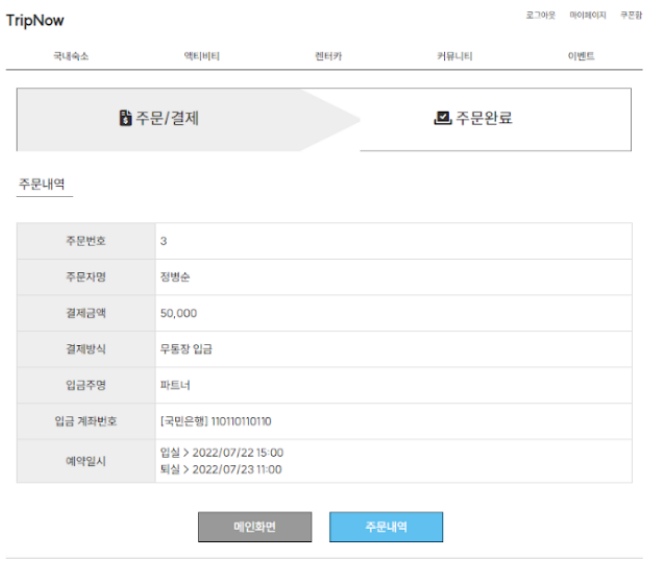 로그아웃 마이페이지 쿠폰함
TripNow
국내숙소 액티비티 렌터카 커뮤니티 이벤트
주문/결제 주문완료
주문내역
주문번호 3
주문자명 정병순
결제금액 50,000
결제방식 무통장 입금
입금주명 파트너
입금 계좌번호 [국민은행] 110110110110
예약일시 입실 > 2022/07/22 15:00
퇴실 > 2022/07/23 11:00
메인화면 주문내역